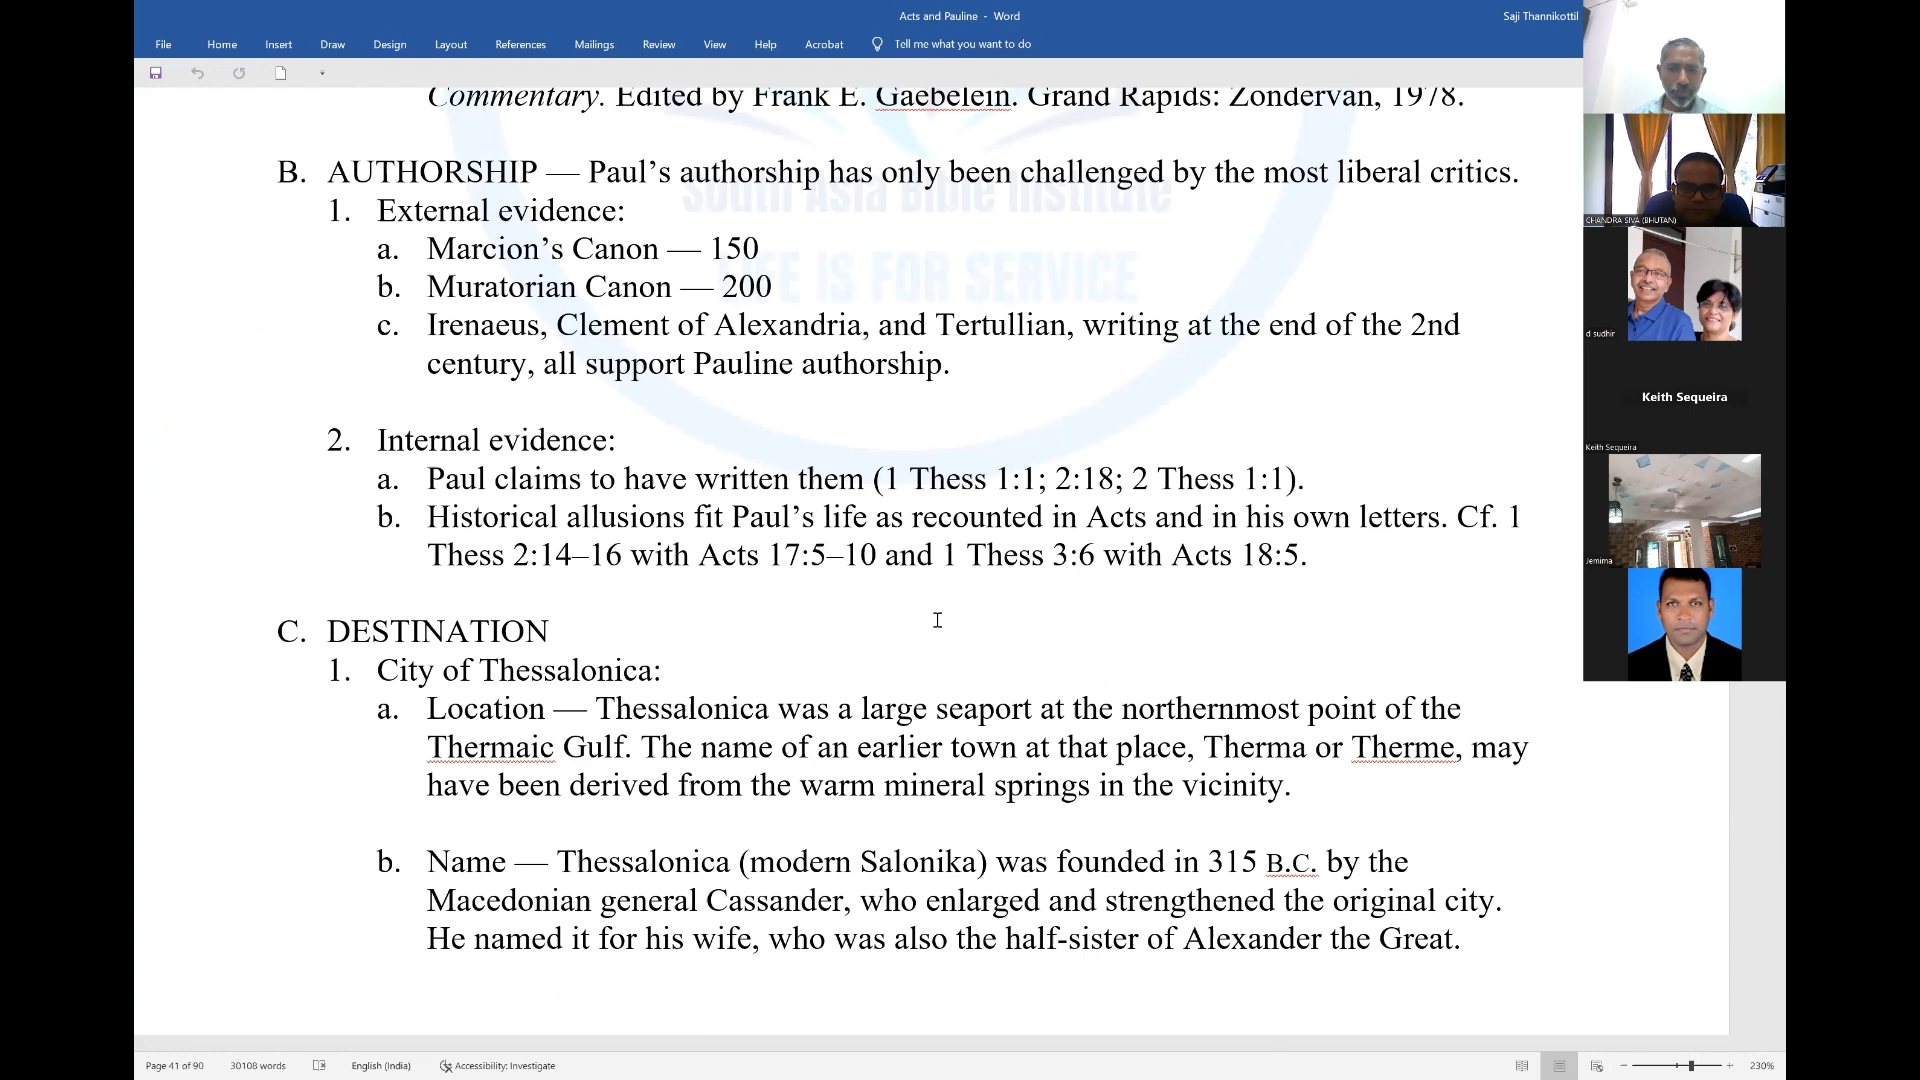 Acts and Pauline - Word
Saji Thannikottil
File Home Insert Draw Design Layout References Mailings Review View Help Acrobat Tell me what you want to do
Commentary. Edited by Frank E. Gaebelein. Grand Rapids: Zondervan, 1978.
B. AUTHORSHIP — Paul’s authorship has only been challenged by the most liberal critics.
South Asia Bible Institute
1. External evidence:
a. Marcion’s Canon — 150
LIFE IS FOR SERVICE
b. Muratorian Canon — 200
c. Irenaeus, Clement of Alexandria, and Tertullian, writing at the end of the 2nd
century, all support Pauline authorship.
2. Internal evidence:
a. Paul claims to have written them (1 Thess 1:1; 2:18; 2 Thess 1:1).
b. Historical allusions fit Paul’s life as recounted in Acts and in his own letters. Cf. 1
Thess 2:14–16 with Acts 17:5–10 and 1 Thess 3:6 with Acts 18:5.
C. DESTINATION
1. City of Thessalonica:
a. Location — Thessalonica was a large seaport at the northernmost point of the
Thermaic Gulf. The name of an earlier town at that place, Therma or Therme, may
have been derived from the warm mineral springs in the vicinity.
b. Name — Thessalonica (modern Salonika) was founded in 315 B.C. by the
Macedonian general Cassander, who enlarged and strengthened the original city.
He named it for his wife, who was also the half-sister of Alexander the Great.
CHANDRA SIVA (BHUTAN)
d sudhir
Keith Sequeira
Keith Sequeira
Jemima
Page 41 of 90 30108 words English (India) Accessibility: Investigate 230%